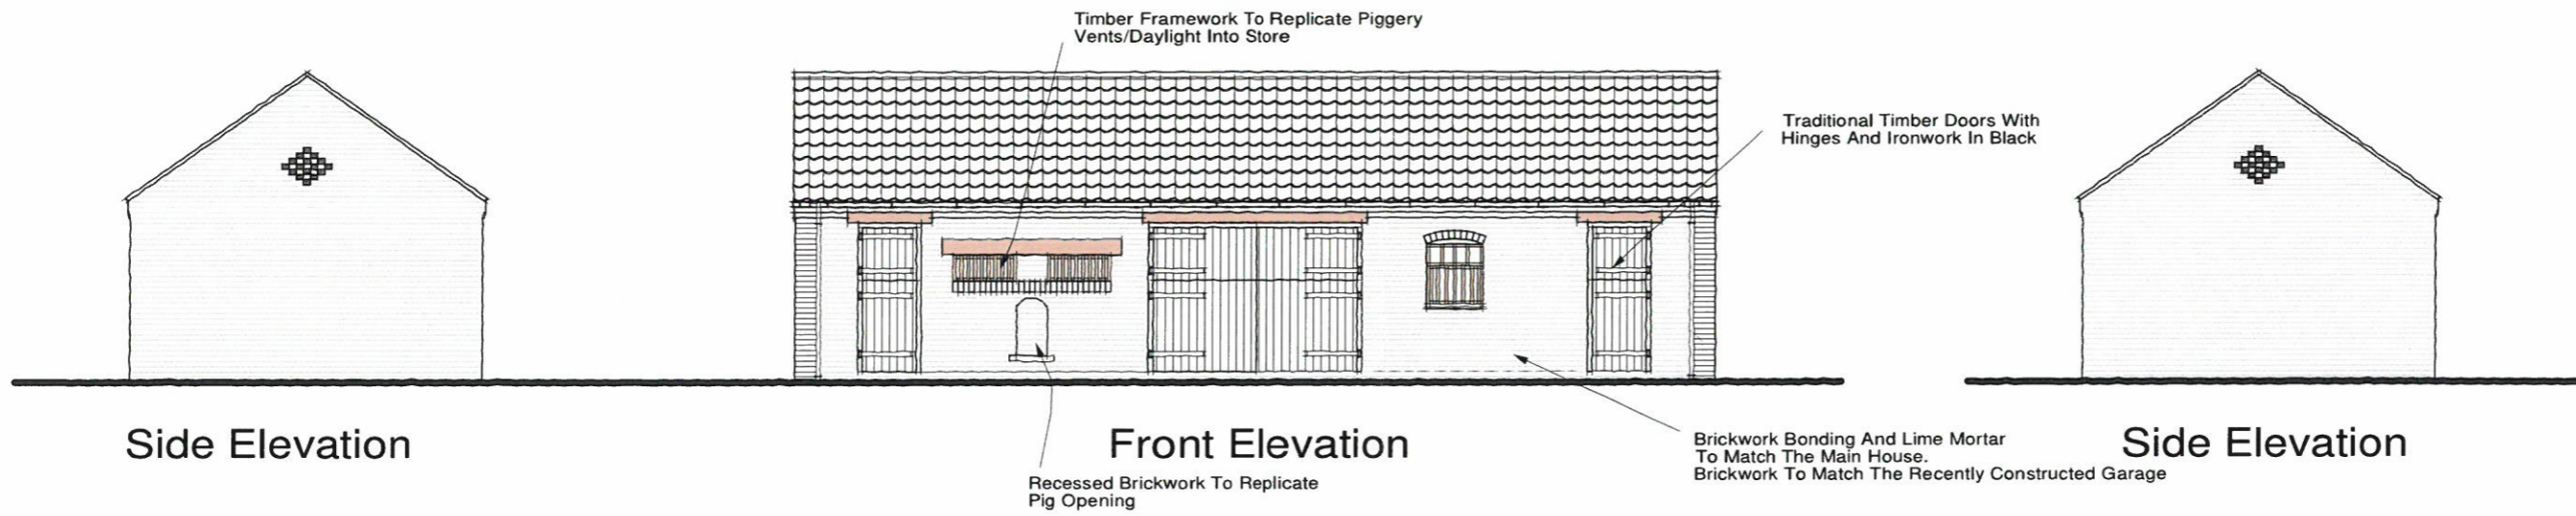 Timber Framework To Replicate Piggery
Vents/Daylight Into Store
Traditional Timber Doors With
Hinges And Ironwork In Black
Side Elevation
Front Elevation
Side Elevation
Recessed Brickwork To Replicate
Pig Opening
Brickwork Bonding And Lime Mortar
To Match The Main House.
Brickwork To Match The Recently Constructed Garage